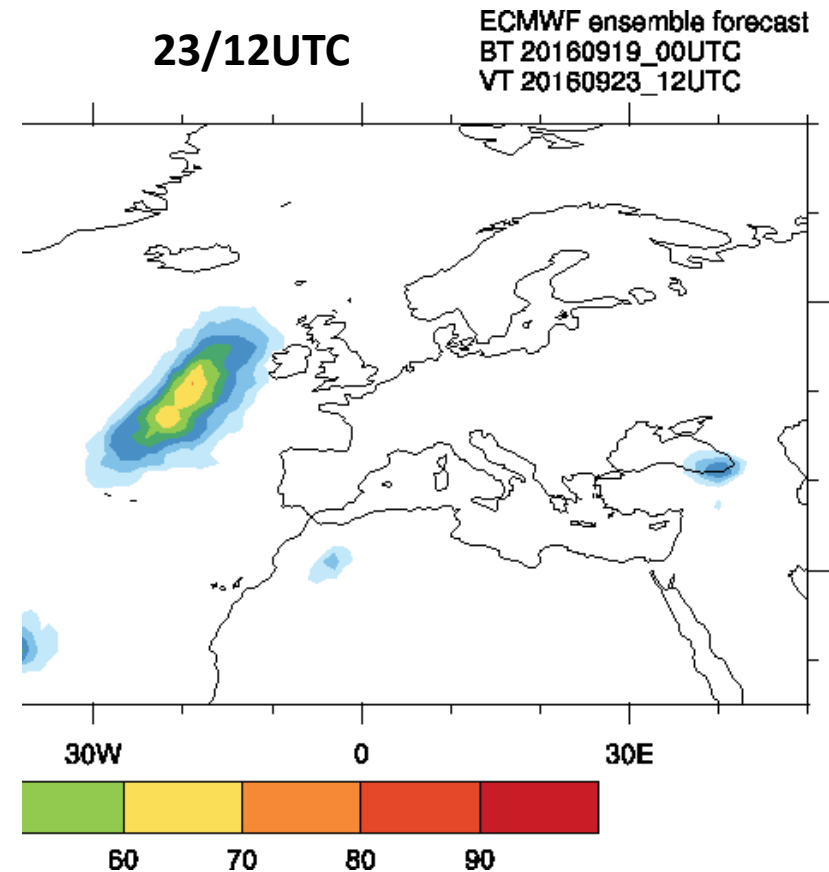 23/12UTC
ECMWF ensemble forecast
BT 20160919_00UTC
VT 20160923_12UTC
30W 0 30E
60 70 80 90